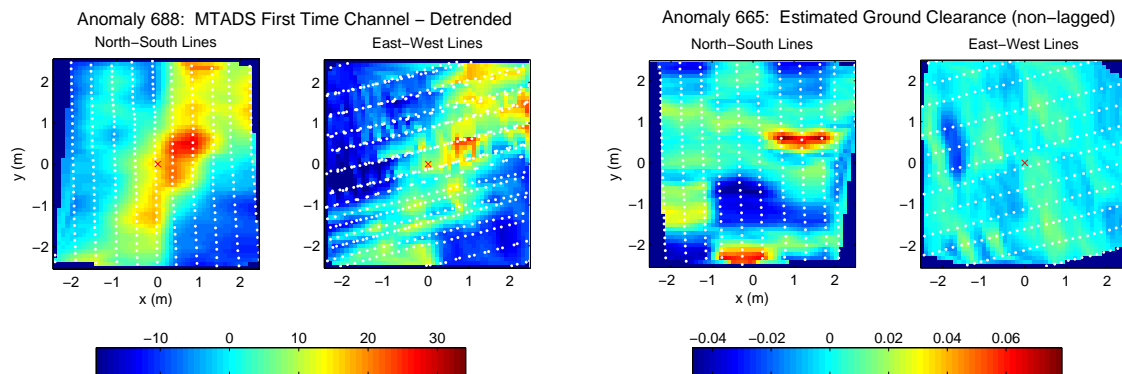 Anomaly 688:  MTADS First Time Channel – Detrended
North–South Lines
East–West Lines
2
1
0
−1
−2
y (m)
−2 −1 0 1 2
x (m)
2
1
0
−1
−2
−2 −1 0 1 2
−10 0 10 20 30
Anomaly 665:  Estimated Ground Clearance (non–lagged)
North–South Lines
East–West Lines
2
1
0
−1
−2
y (m)
−2 −1 0 1 2
x (m)
2
1
0
−1
−2
−2 −1 0 1 2
−0.04 −0.02 0 0.02 0.04 0.06